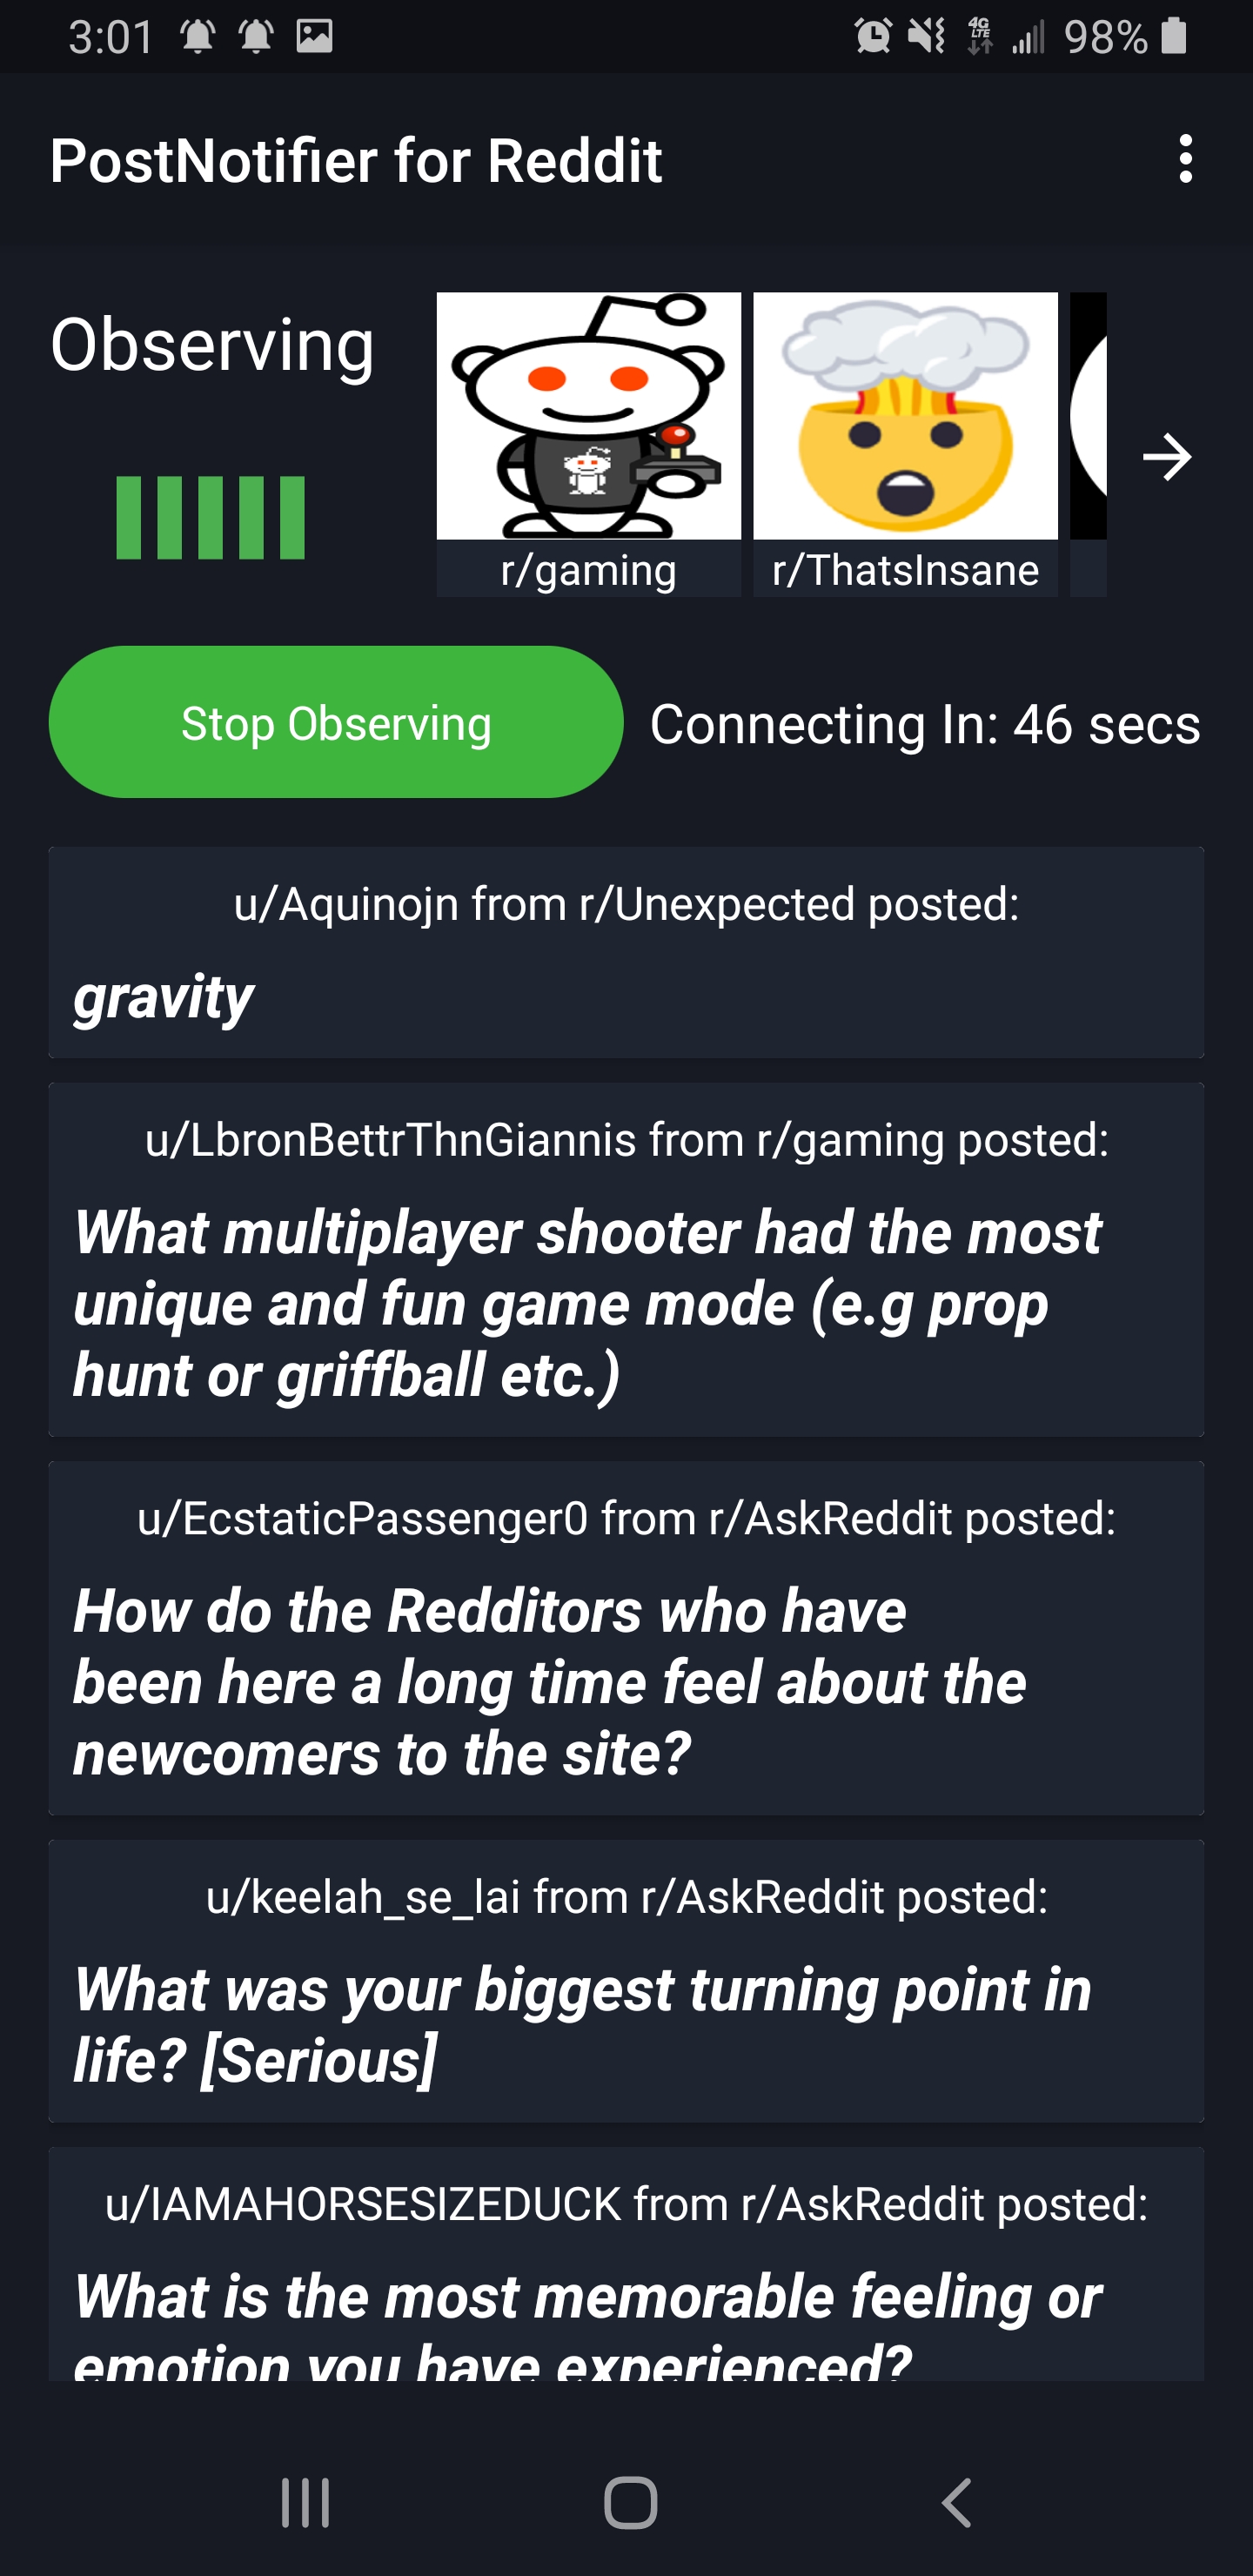 3:01
4G
LTE
98%
PostNotifier for Reddit
Observing
r/gaming
r/ThatsInsane
Stop Observing
Connecting In: 46 secs
u/Aquinojn from r/Unexpected posted:
gravity
u/LbronBettrThnGiannis from r/gaming posted:
What multiplayer shooter had the most
unique and fun game mode (e.g prop
hunt or griffball etc.)
u/EcstaticPassenger0 from r/AskReddit posted:
How do the Redditors who have
been here a long time feel about the
newcomers to the site?
u/keelah_se_lai from r/AskReddit posted:
What was your biggest turning point in
life? [Serious]
u/IAMAHORSESIZEDUCK from r/AskReddit posted:
What is the most memorable feeling or
emotion you have experienced?